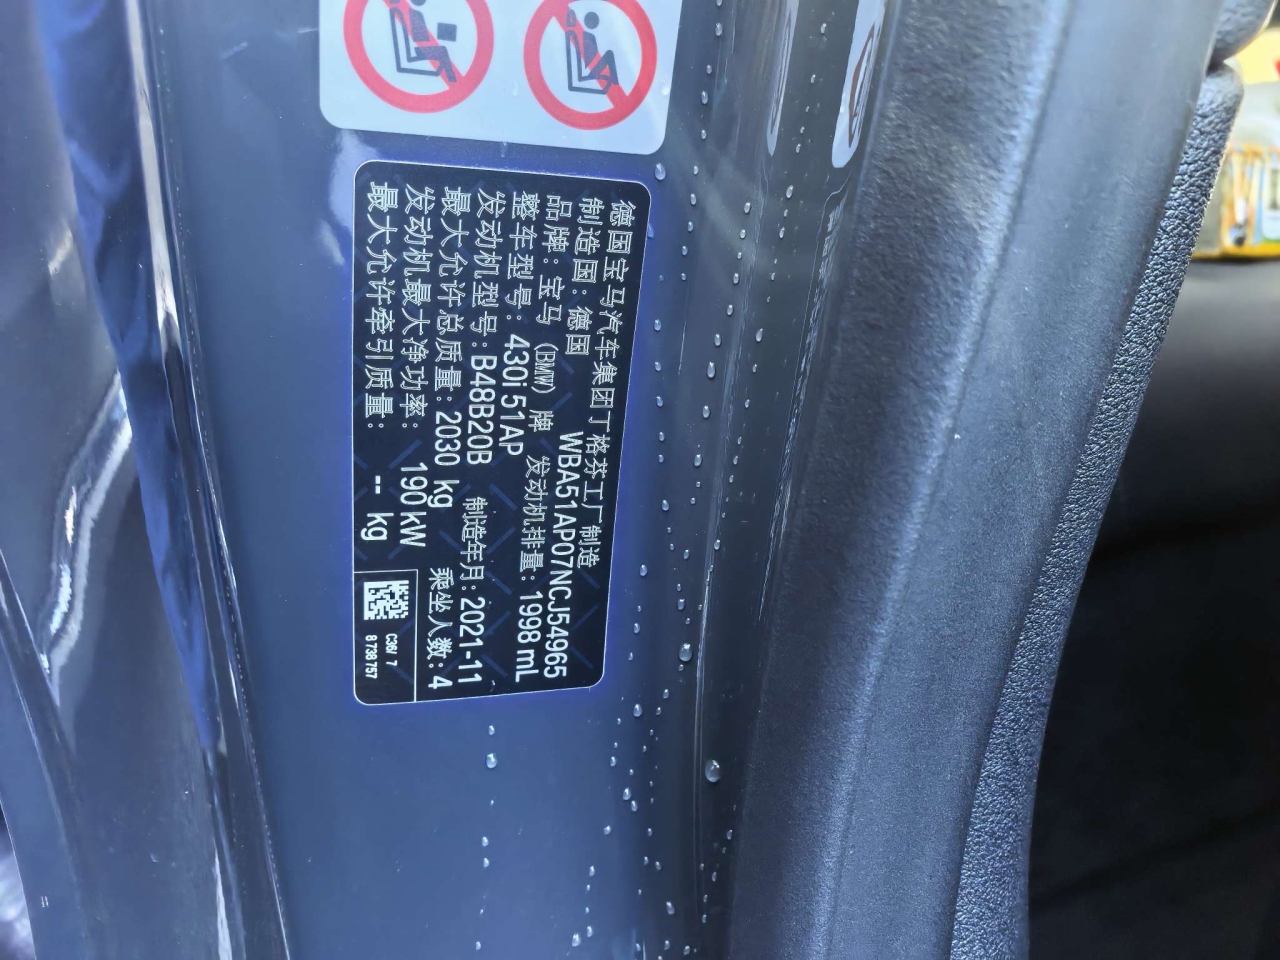 德国宝马汽车集团丁格芬工厂制造
制造国：德国 WBA51AP07NCJ54965
品牌：宝马（BMW）牌 发动机排量：1998 mL
整车型号：430i 51AP
发动机型号：B48B20B 制造年月：2021-11
最大允许总质量：2030 kg 乘坐人数：4
发动机最大净功率： 190 kW
最大允许牵引质量： -- kg
C36/ 7
8 738 757